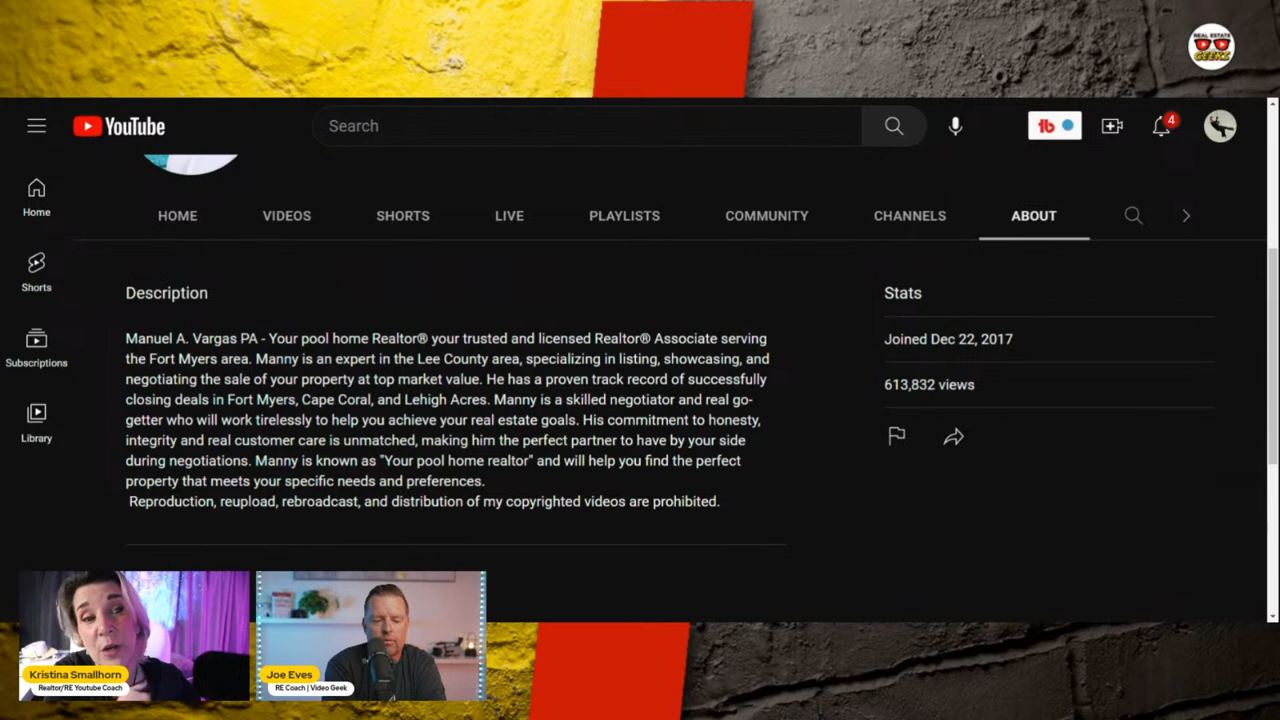 REAL ESTATE
GEEKS
YouTube
Search
4
Home
Shorts
Subscriptions
Library
HOME
VIDEOS
SHORTS
LIVE
PLAYLISTS
COMMUNITY
CHANNELS
ABOUT
Description
Manuel A. Vargas PA - Your pool home Realtor® your trusted and licensed Realtor® Associate serving
the Fort Myers area. Manny is an expert in the Lee County area, specializing in listing, showcasing, and
negotiating the sale of your property at top market value. He has a proven track record of successfully
closing deals in Fort Myers, Cape Coral, and Lehigh Acres. Manny is a skilled negotiator and real go-
getter who will work tirelessly to help you achieve your real estate goals. His commitment to honesty,
integrity and real customer care is unmatched, making him the perfect partner to have by your side
during negotiations. Manny is known as "Your pool home realtor" and will help you find the perfect
property that meets your specific needs and preferences.
Reproduction, reupload, rebroadcast, and distribution of my copyrighted videos are prohibited.
Stats
Joined Dec 22, 2017
613,832 views
Kristina Smallhorn
Realtor/RE Youtube Coach
Joe Eves
RE Coach | Video Geek